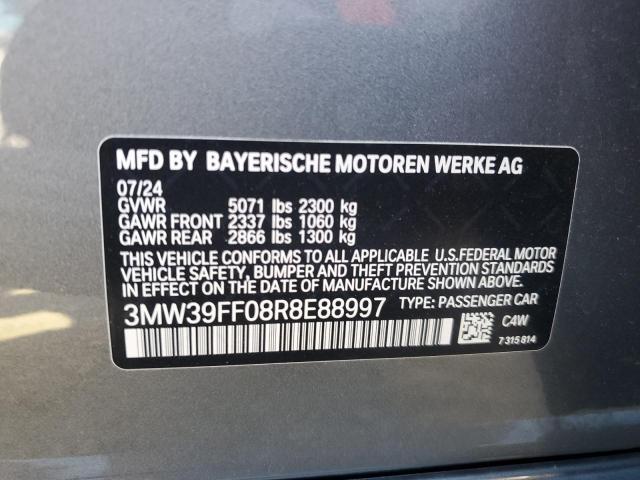 MFD BY BAYERISCHE MOTOREN WERKE AG
07/24
GVWR 5071 lbs 2300 kg
GAWR FRONT 2337 lbs 1060 kg
GAWR REAR 2866 lbs 1300 kg
THIS VEHICLE CONFORMS TO ALL APPLICABLE U.S.FEDERAL MOTOR
VEHICLE SAFETY, BUMPER AND THEFT PREVENTION STANDARDS
IN EFFECT ON THE DATE OF MANUFACTURE SHOWN ABOVE.
3MW39FF08R8E88997 TYPE: PASSENGER CAR
C4W
7 315 814